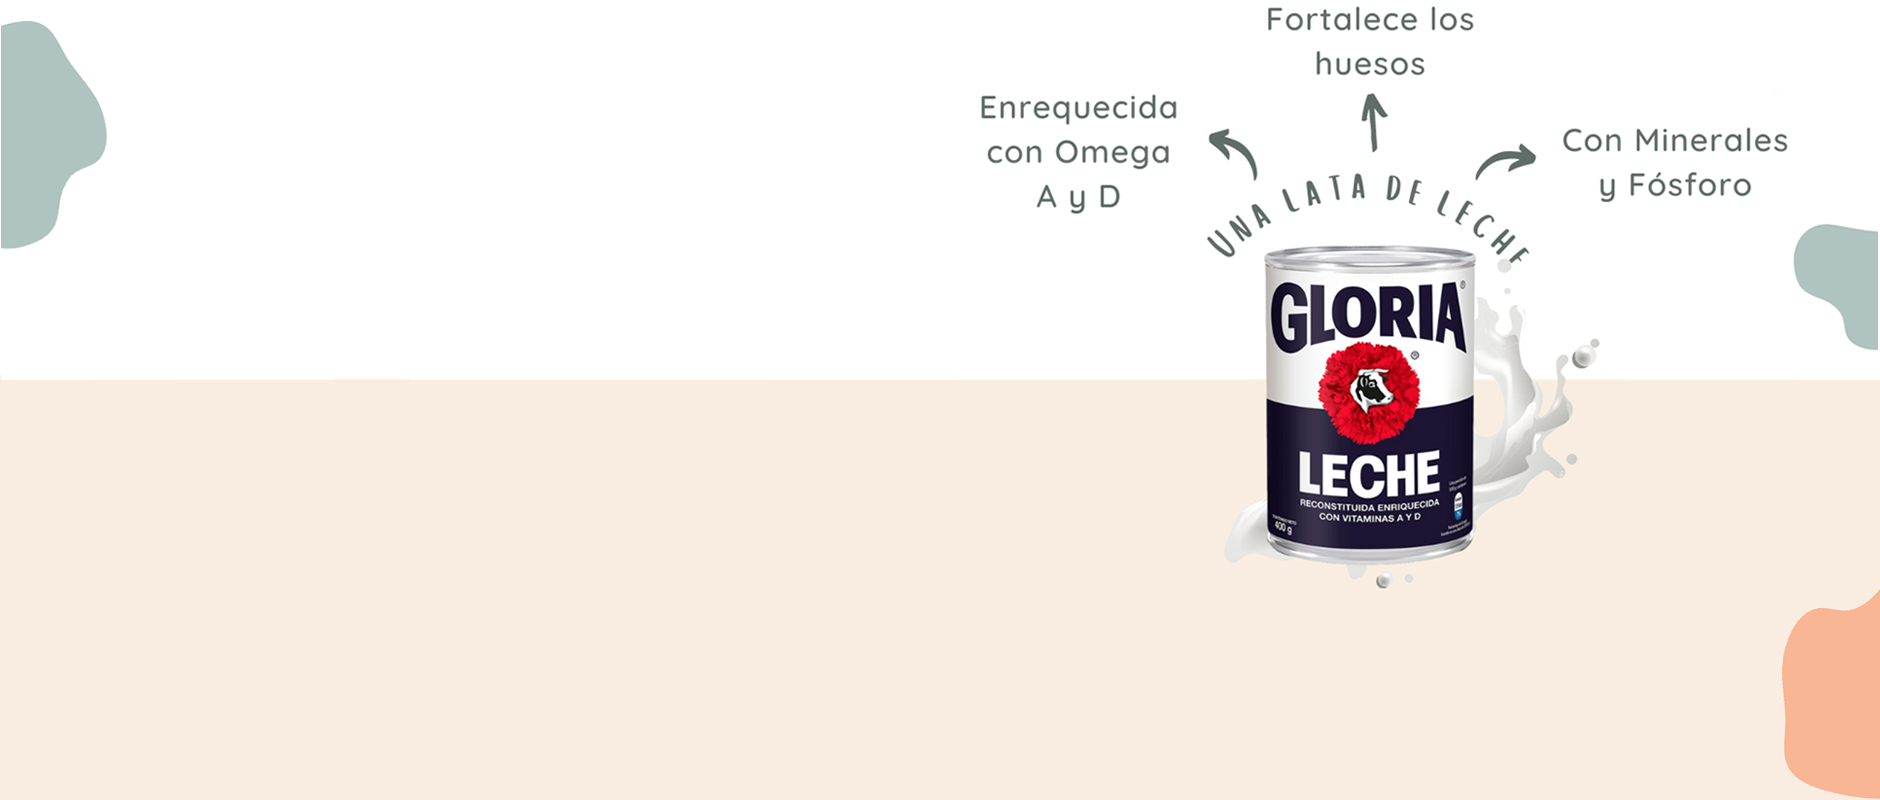 Fortalece los
huesos
Enrequecida
con Omega
A y D
Con Minerales
y Fósforo
UNA LATA DE LECHE
GLORIA
®
®
LECHE
RECONSTITUIDA ENRIQUECIDA
CON VITAMINAS A Y D
400 g